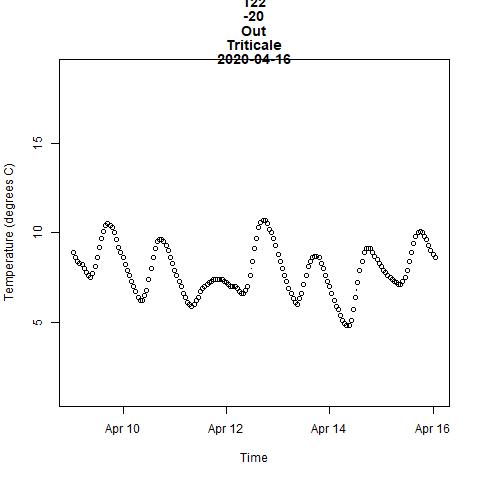 122
-20
Out
Triticale
2020-04-16
Temperature (degrees C)
15
10
5
Apr 10
Apr 12
Apr 14
Apr 16
Time